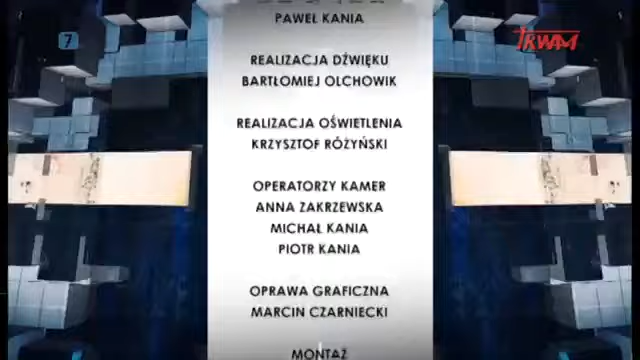 7
TRWAM
PAWEŁ KANIA
REALIZACJA DŹWIĘKU
BARTŁOMIEJ OLCHOWIK
REALIZACJA OŚWIETLENIA
KRZYSZTOF RÓŻYŃSKI
OPERATORZY KAMER
ANNA ZAKRZEWSKA
MICHAŁ KANIA
PIOTR KANIA
OPRAWA GRAFICZNA
MARCIN CZARNIECKI
MONTAŻ